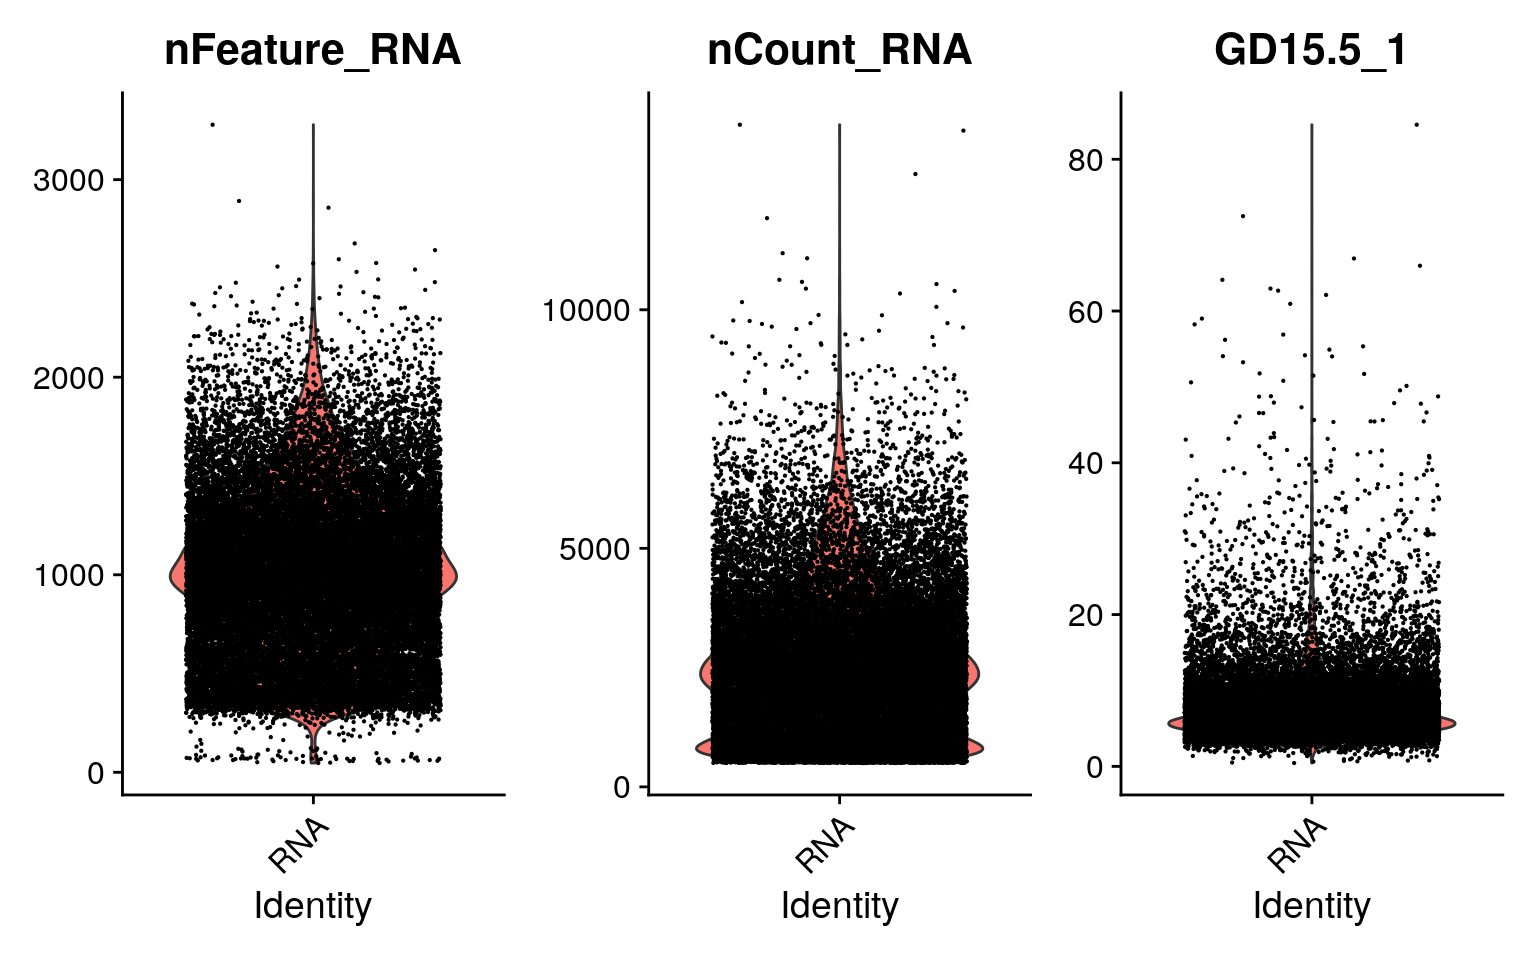 nFeature_RNA
3000
2000
1000
0
RNA
Identity
nCount_RNA
10000
5000
0
RNA
Identity
GD15.5_1
80
60
40
20
0
RNA
Identity